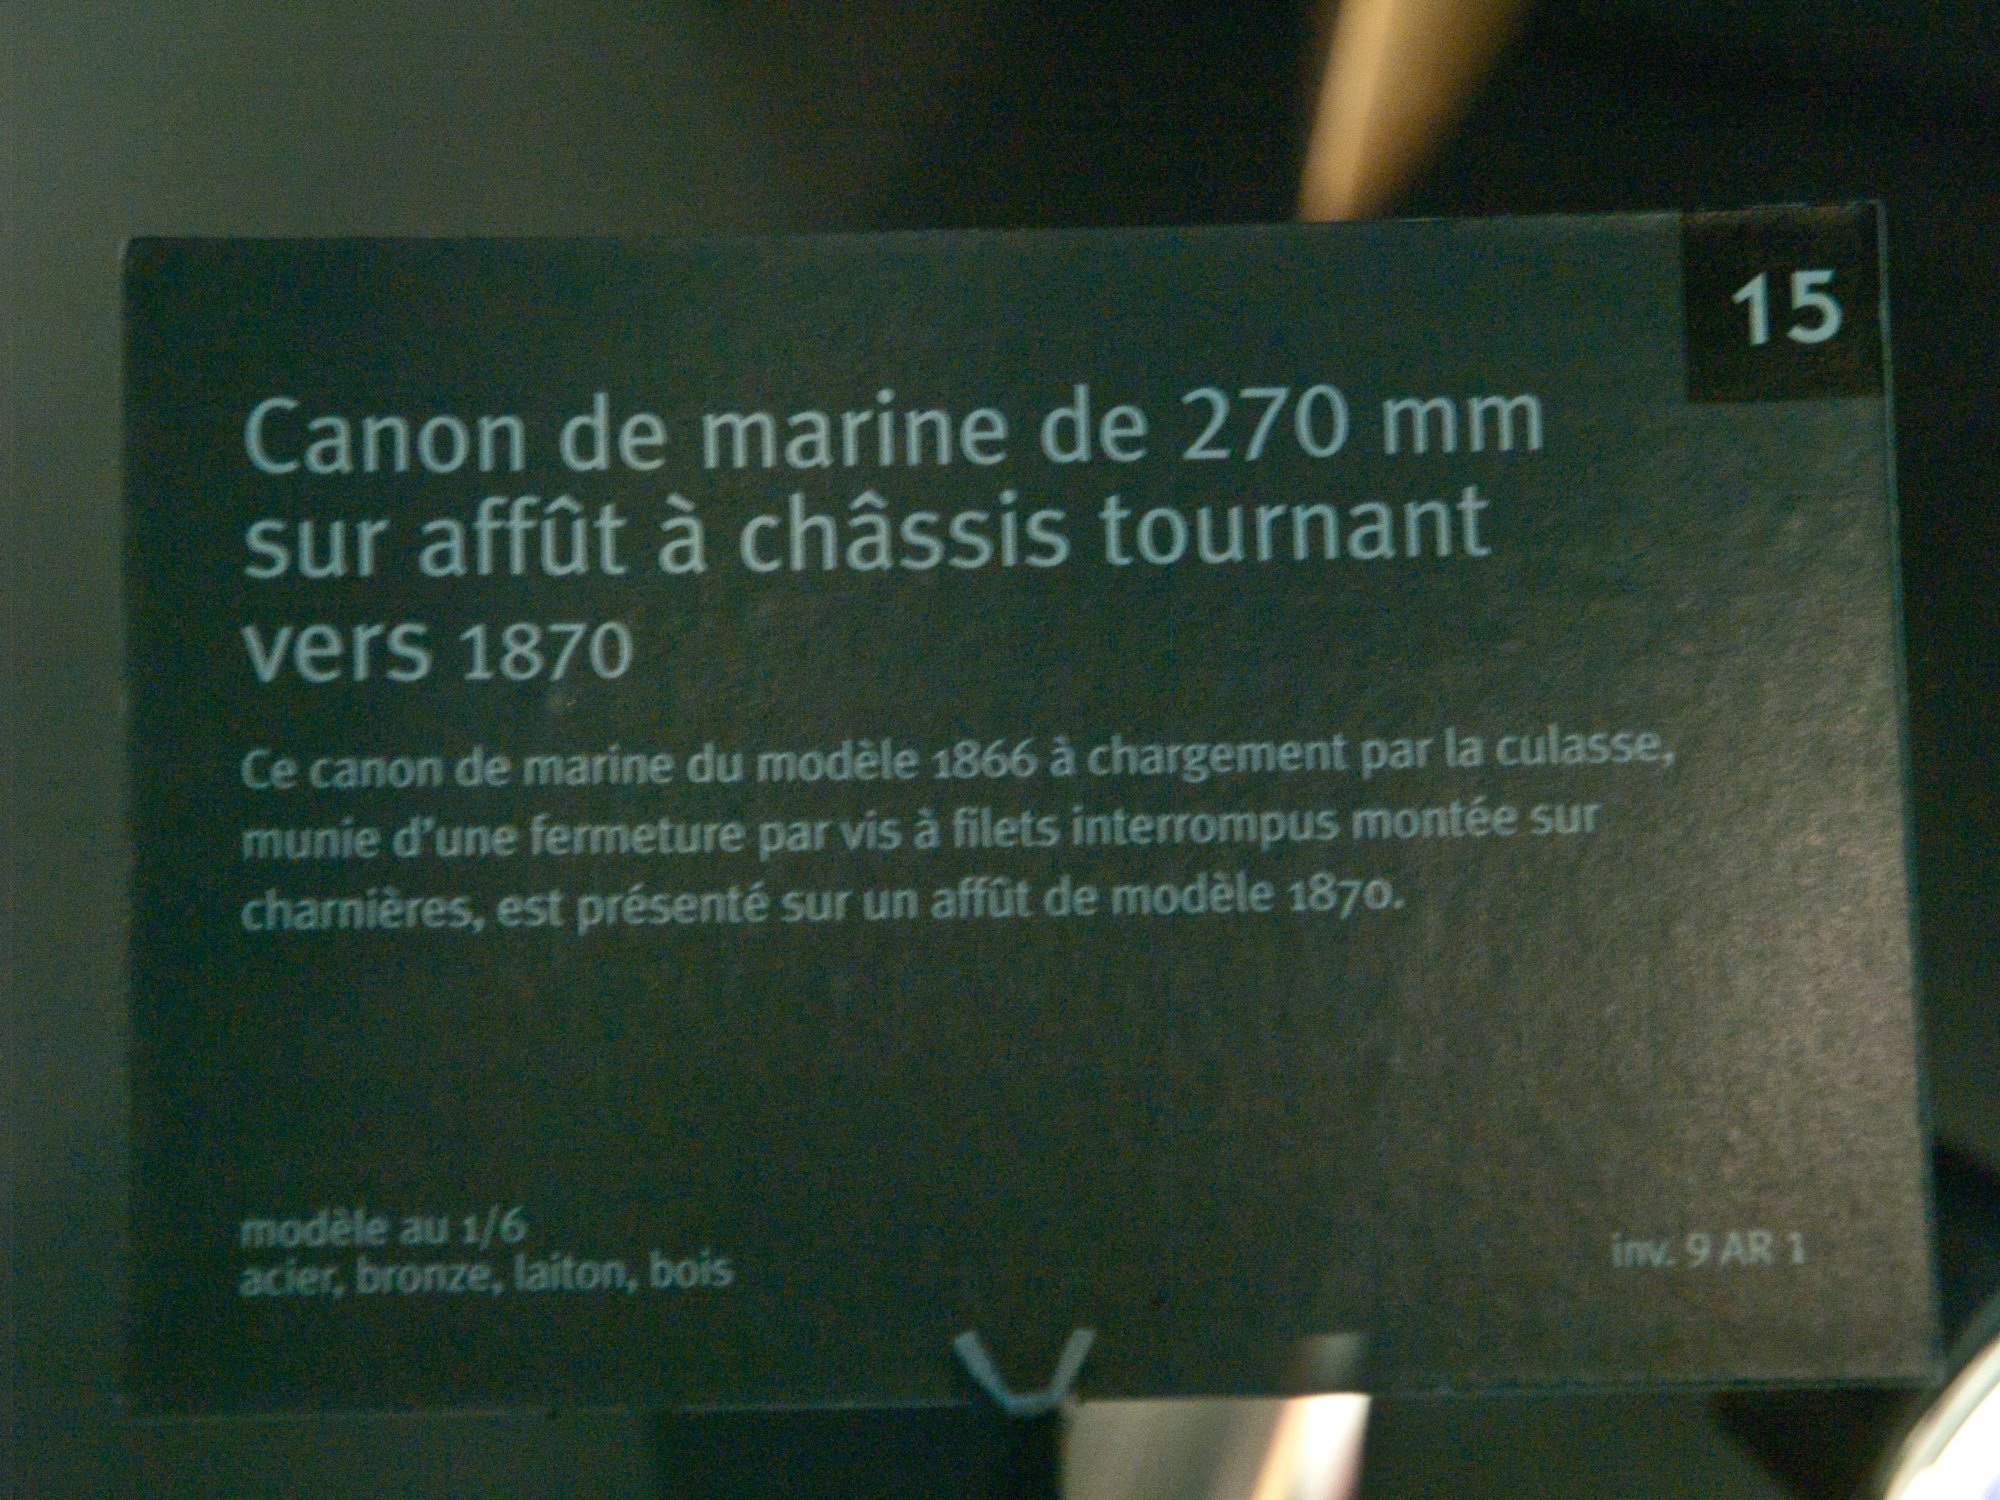 15
Canon de marine de 270 mm
sur affût à châssis tournant
vers 1870
Ce canon de marine du modèle 1866 à chargement par la culasse,
munie d'une fermeture par vis à filets interrompus montée sur
charnières, est présenté sur un affût de modèle 1870.
modèle au 1/6
acier, bronze, laiton, bois
inv. 9 AR 1